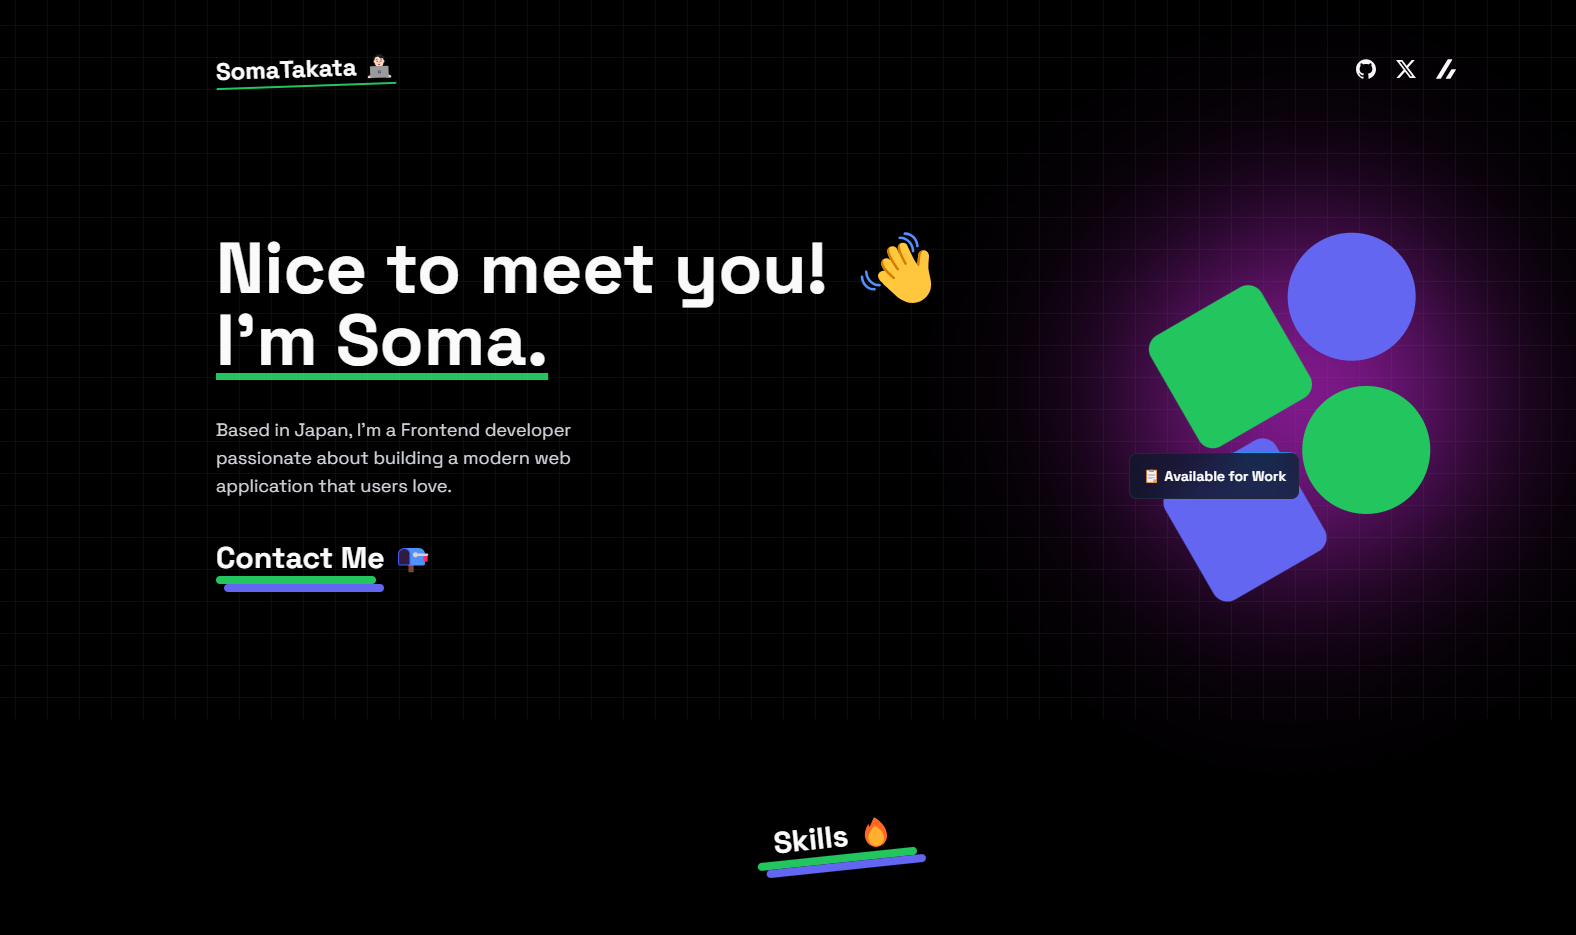 SomaTakata
Nice to meet you!
I'm Soma.
Based in Japan, I'm a Frontend developer
passionate about building a modern web
application that users love.
Contact Me
Available for Work
Skills